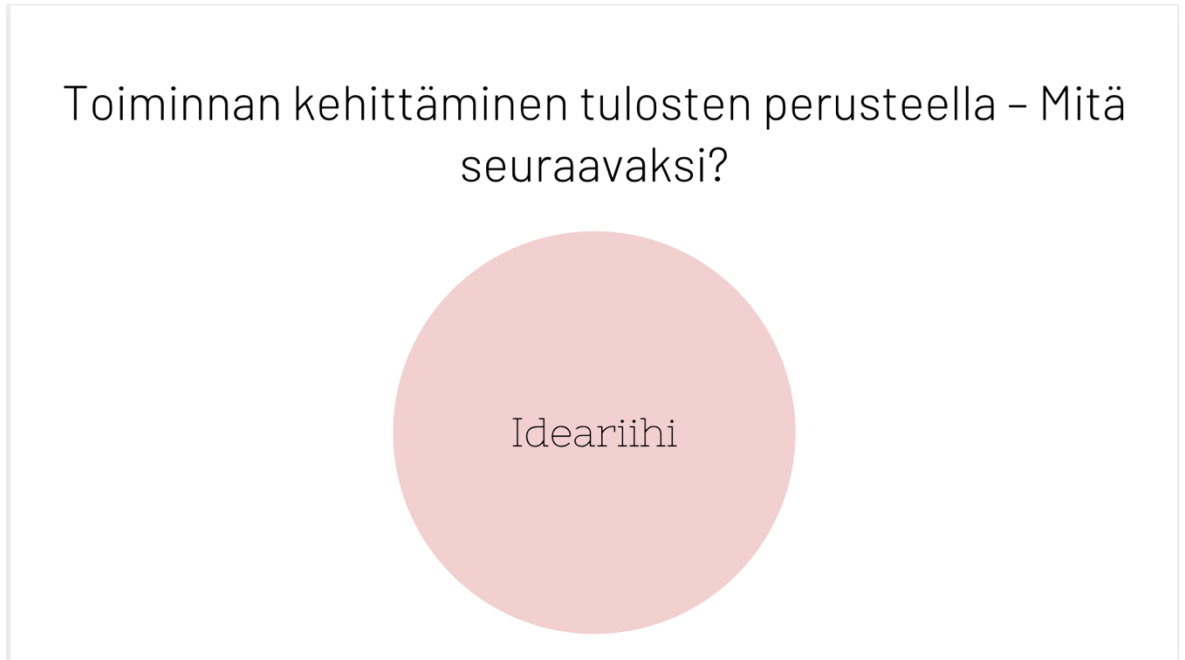 Toiminnan kehittäminen tulosten perusteella – Mitä
seuraavaksi?
Ideariihi